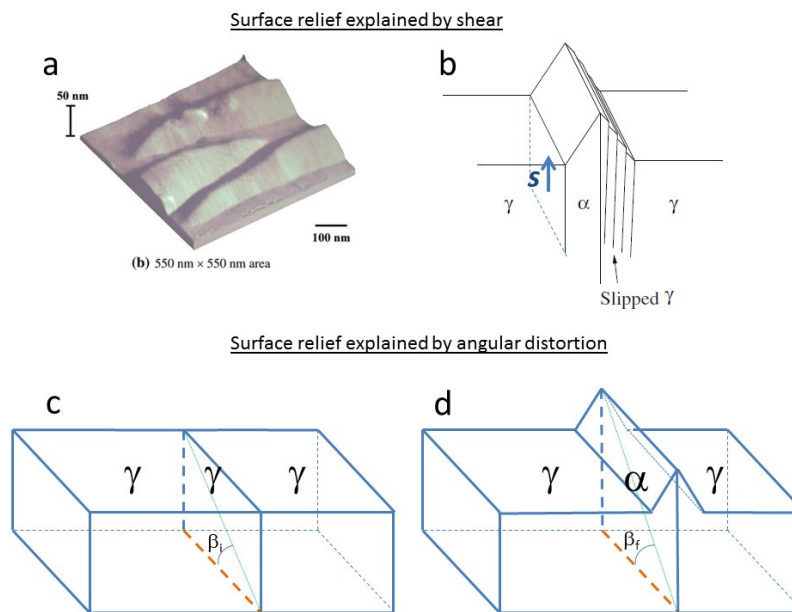 Surface relief explained by shear
a
50 nm
100 nm
(b) 550 nm × 550 nm area
b
S
γ
α
γ
Slipped γ
Surface relief explained by angular distortion
c
γ
γ
γ
βi
d
γ
α
γ
βf